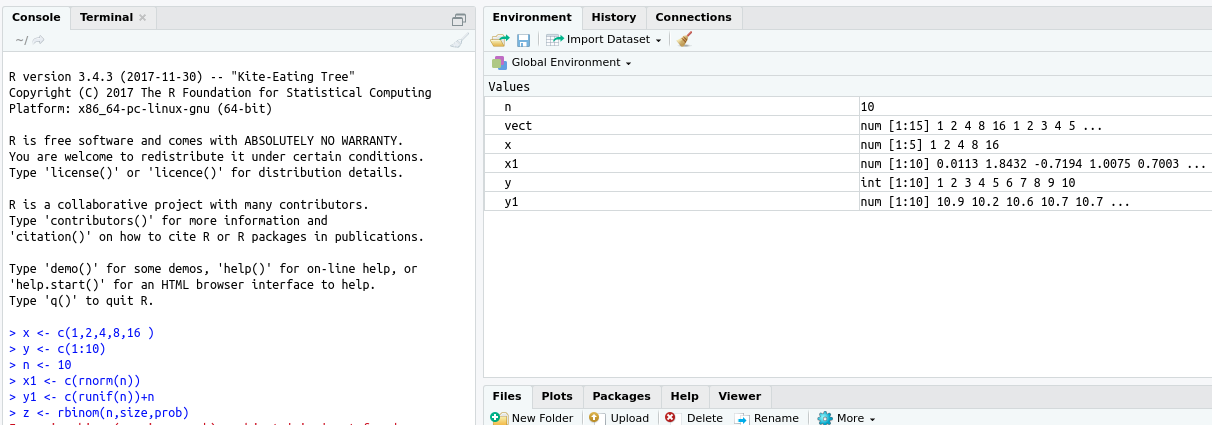 Console Terminal
~/
R version 3.4.3 (2017-11-30) -- "Kite-Eating Tree"
Copyright (C) 2017 The R Foundation for Statistical Computing
Platform: x86_64-pc-linux-gnu (64-bit)
R is free software and comes with ABSOLUTELY NO WARRANTY.
You are welcome to redistribute it under certain conditions.
Type 'license()' or 'licence()' for distribution details.
R is a collaborative project with many contributors.
Type 'contributors()' for more information and
'citation()' on how to cite R or R packages in publications.
Type 'demo()' for some demos, 'help()' for on-line help, or
'help.start()' for an HTML browser interface to help.
Type 'q()' to quit R.
> x <- c(1,2,4,8,16 )
> y <- c(1:10)
> n <- 10
> x1 <- c(rnorm(n))
> y1 <- c(runif(n))+n
> z <- rbinom(n,size,prob)
Environment History Connections
Import Dataset
Global Environment
Values
n 10
vect num [1:15] 1 2 4 8 16 1 2 3 4 5 ...
x num [1:5] 1 2 4 8 16
x1 num [1:10] 0.0113 1.8432 -0.7194 1.0075 0.7003 ...
y int [1:10] 1 2 3 4 5 6 7 8 9 10
y1 num [1:10] 10.9 10.2 10.6 10.7 10.7 ...
Files Plots Packages Help Viewer
New Folder Upload Delete Rename More